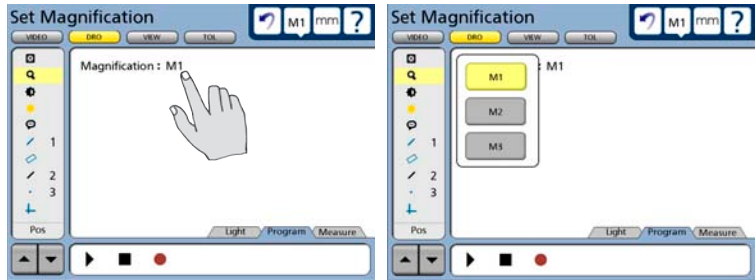 Set Magnification
M1
mm
?
VIDEO
DRO
VIEW
TOL
Magnification : M1
1
2
3
Pos
Light
Program
Measure
Set Magnification
M1
mm
?
VIDEO
DRO
VIEW
TOL
: M1
M1
M2
M3
1
2
3
Pos
Light
Program
Measure